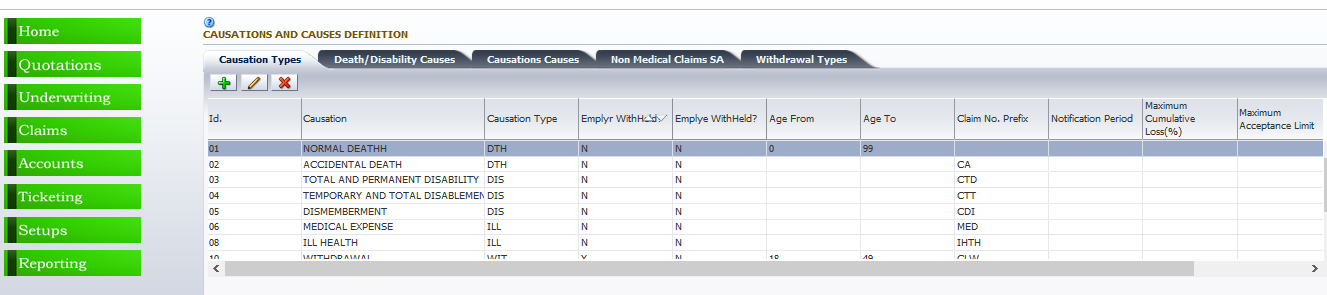 Home
Quotations
Underwriting
Claims
Accounts
Ticketing
Setups
Reporting
CAUSATIONS AND CAUSES DEFINITION
Causation Types Death/Disability Causes Causations Causes Non Medical Claims SA Withdrawal Types
Id. Causation Causation Type Emplyr WithHeld? Emplye WithHeld? Age From Age To Claim No. Prefix Notification Period Maximum Cumulative Loss(%) Maximum Acceptance Limit
01 NORMAL DEATHH DTH N N 0 99
02 ACCIDENTAL DEATH DTH N N CA
03 TOTAL AND PERMANENT DISABILITY DIS N N CTD
04 TEMPORARY AND TOTAL DISABLEMEN DIS N N CTT
05 DISMEMBERMENT DIS N N CDI
06 MEDICAL EXPENSE ILL N N MED
08 ILL HEALTH ILL N N IHTH
10 WITHDRAWAL WIT Y N 18 49 CLW